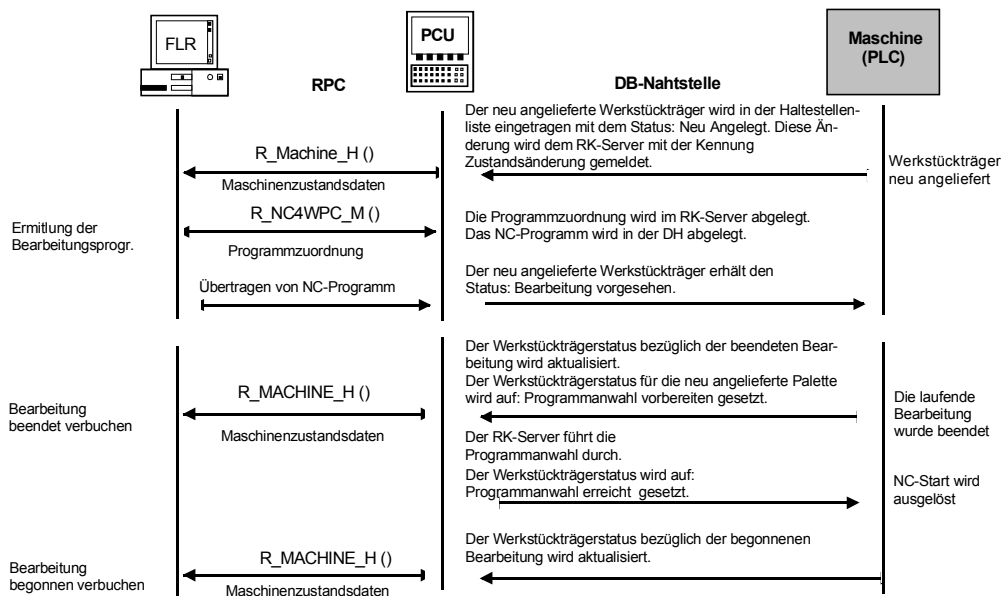 FLR
PCU
Maschine
(PLC)
RPC
DB-Nahtstelle
Der neu angelieferte Werkstückträger wird in der Haltestellen-
liste eingetragen mit dem Status: Neu Angelegt. Diese Än-
derung wird dem RK-Server mit der Kennung
Zustandsänderung gemeldet.
R_Machine_H ()
Maschinenzustandsdaten
Werkstückträger
neu angeliefert
Ermitlung der
Bearbeitungsprogr.
R_NC4WPC_M ()
Programmzuordnung
Die Programmzuordnung wird im RK-Server abgelegt.
Das NC-Programm wird in der DH abgelegt.
Übertragen von NC-Programm
Der neu angelieferte Werkstückträger erhält den
Status: Bearbeitung vorgesehen.
Der Werkstückträgerstatus bezüglich der beendeten Bear-
beitung wird aktualisiert.
Der Werkstückträgerstatus für die neu angelieferte Palette
wird auf: Programmanwahl vorbereiten gesetzt.
Bearbeitung
beendet verbuchen
R_MACHINE_H ()
Maschinenzustandsdaten
Die laufende
Bearbeitung
wurde beendet
Der RK-Server führt die
Programmanwahl durch.
Der Werkstückträgerstatus wird auf:
Programmanwahl erreicht gesetzt.
NC-Start wird
ausgelöst
Der Werkstückträgerstatus bezüglich der begonnenen
Bearbeitung wird aktualisiert.
Bearbeitung
begonnen verbuchen
R_MACHINE_H ()
Maschinenzustandsdaten